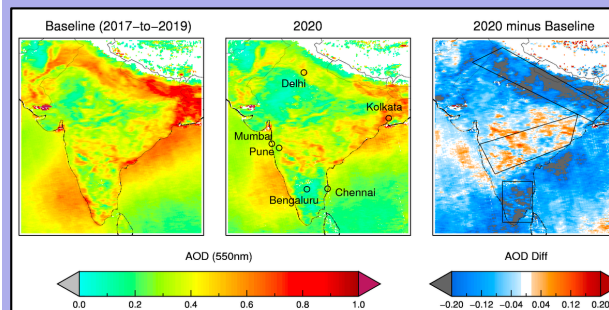 Baseline (2017-to-2019)
2020
2020 minus Baseline
Delhi
Kolkata
Mumbai
Pune
Bengaluru
Chennai
AOD (550nm)
AOD Diff
0.0 0.2 0.4 0.6 0.8 1.0
-0.20 -0.12 -0.04 0.04 0.12 0.20